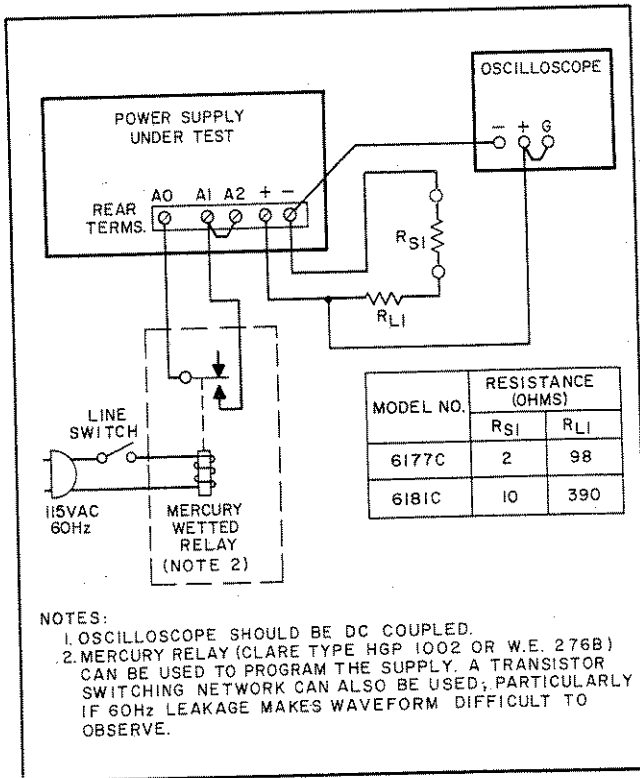 OSCILLOSCOPE
- + G
POWER SUPPLY
UNDER TEST
A0 A1 A2 + -
REAR
TERMS.
RS1
RL1
LINE
SWITCH
115VAC
60Hz
MERCURY
WETTED
RELAY
(NOTE 2)
MODEL NO.
RESISTANCE
(OHMS)
RS1 RL1
6177C 2 98
6181C 10 390
NOTES:
1. OSCILLOSCOPE SHOULD BE DC COUPLED.
2. MERCURY RELAY (CLARE TYPE HGP 1002 OR W.E. 276B)
CAN BE USED TO PROGRAM THE SUPPLY. A TRANSISTOR
SWITCHING NETWORK CAN ALSO BE USED, PARTICULARLY
IF 60Hz LEAKAGE MAKES WAVEFORM DIFFICULT TO
OBSERVE.